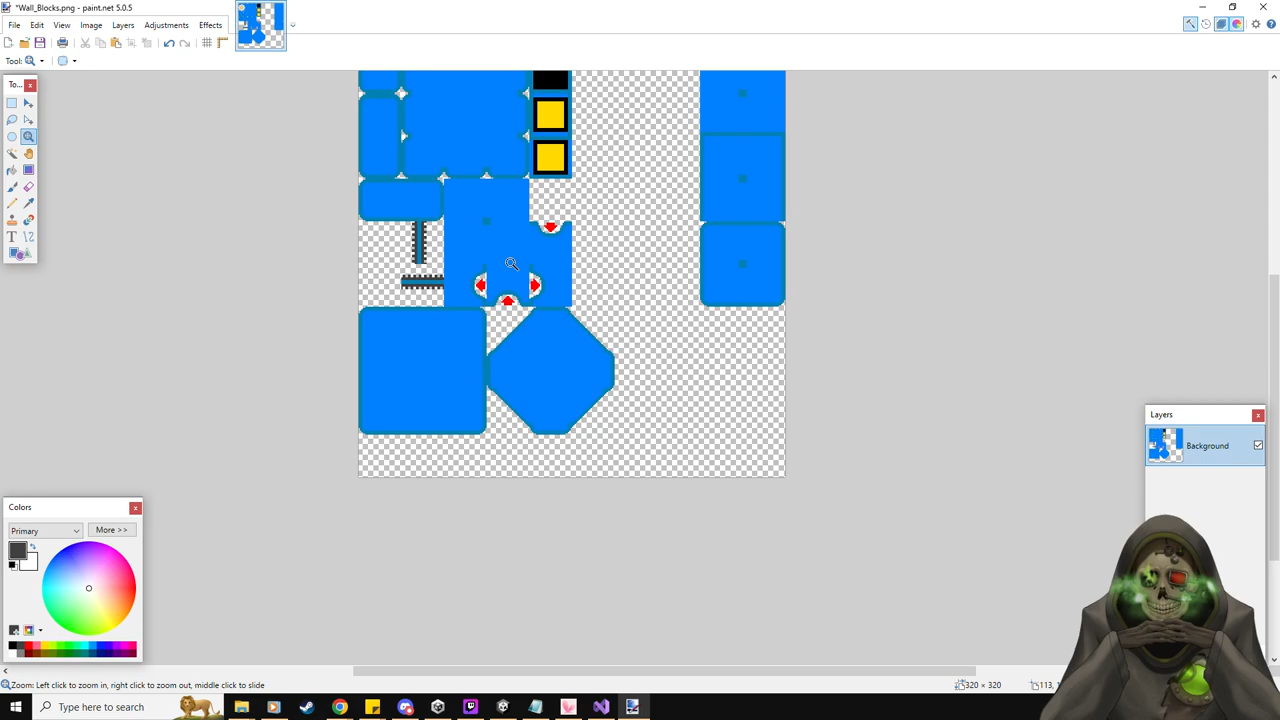 *Wall_Blocks.png - paint.net 5.0.5
File Edit View Image Layers Adjustments Effects
Tool:
To...
Layers
Background
Colors
Primary
More >>
Zoom: Left click to zoom in, right click to zoom out, middle click to slide
320 × 320
113, 1
Type here to search